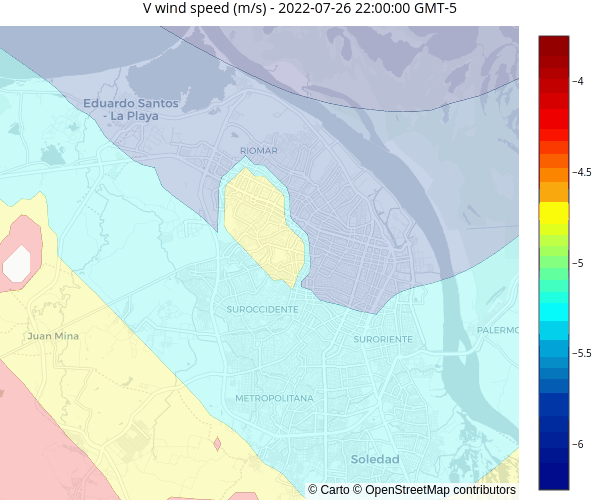 V wind speed (m/s) - 2022-07-26 22:00:00 GMT-5
−4
Eduardo Santos
- La Playa
RIOMAR
−4.5
−5
SUROCCIDENTE
PALERMO
Juan Mina
SURORIENTE
−5.5
METROPOLITANA
−6
Soledad
© Carto © OpenStreetMap contributors